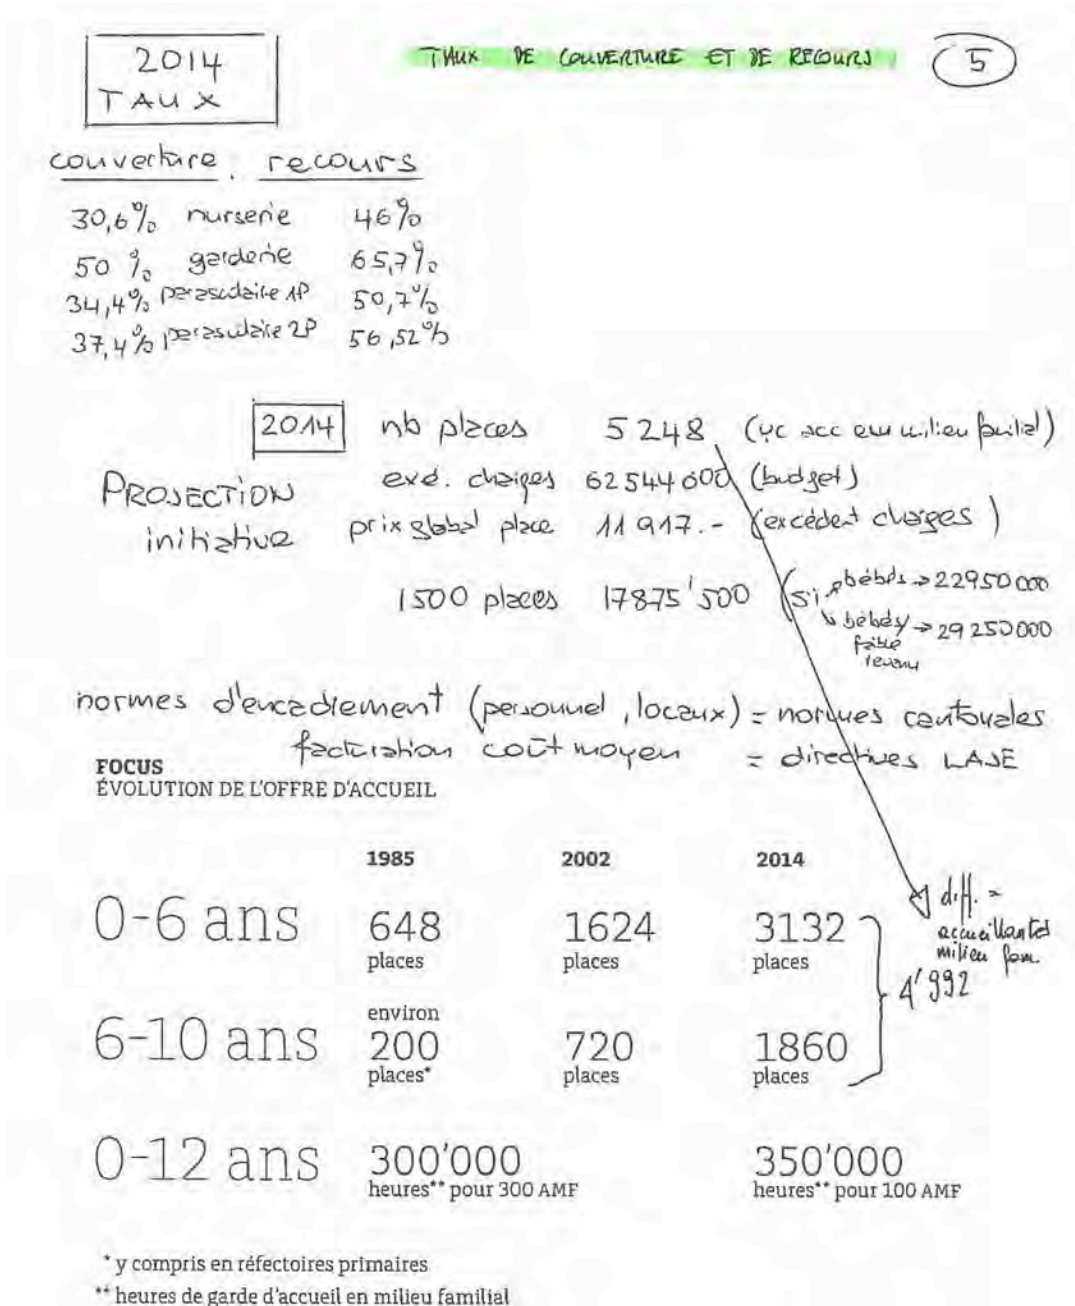 2014
TAUX
TAUX DE COUVERTURE ET DE RECOURS
5
couverture recours
30,6% nurserie 46%
50 % garderie 65,7%
34,4% parascolaire 1P 50,7%
37,4% parascolaire 2P 56,52%
2014 nb places 5248 (yc acc en milieu familial)
PROJECTION exé. charges 62544600 (budget)
initiative prix global place 11917.- (excédent charges)
1500 places 17875'500 (si bébés → 22950000
bébés/ → 29250000
faible
revenu
normes d'encadrement (personnel, locaux) = normes cantonales
facturation coût moyen = directives LAJE
FOCUS
ÉVOLUTION DE L'OFFRE D'ACCUEIL
1985 2002 2014
0-6 ans 648 1624 3132
places places places
diff. =
accueillantes
milieu fam.
4'992
environ
6-10 ans 200 720 1860
places* places places
0-12 ans 300'000 350'000
heures** pour 300 AMF heures** pour 100 AMF
* y compris en réfectoires primaires
** heures de garde d'accueil en milieu familial